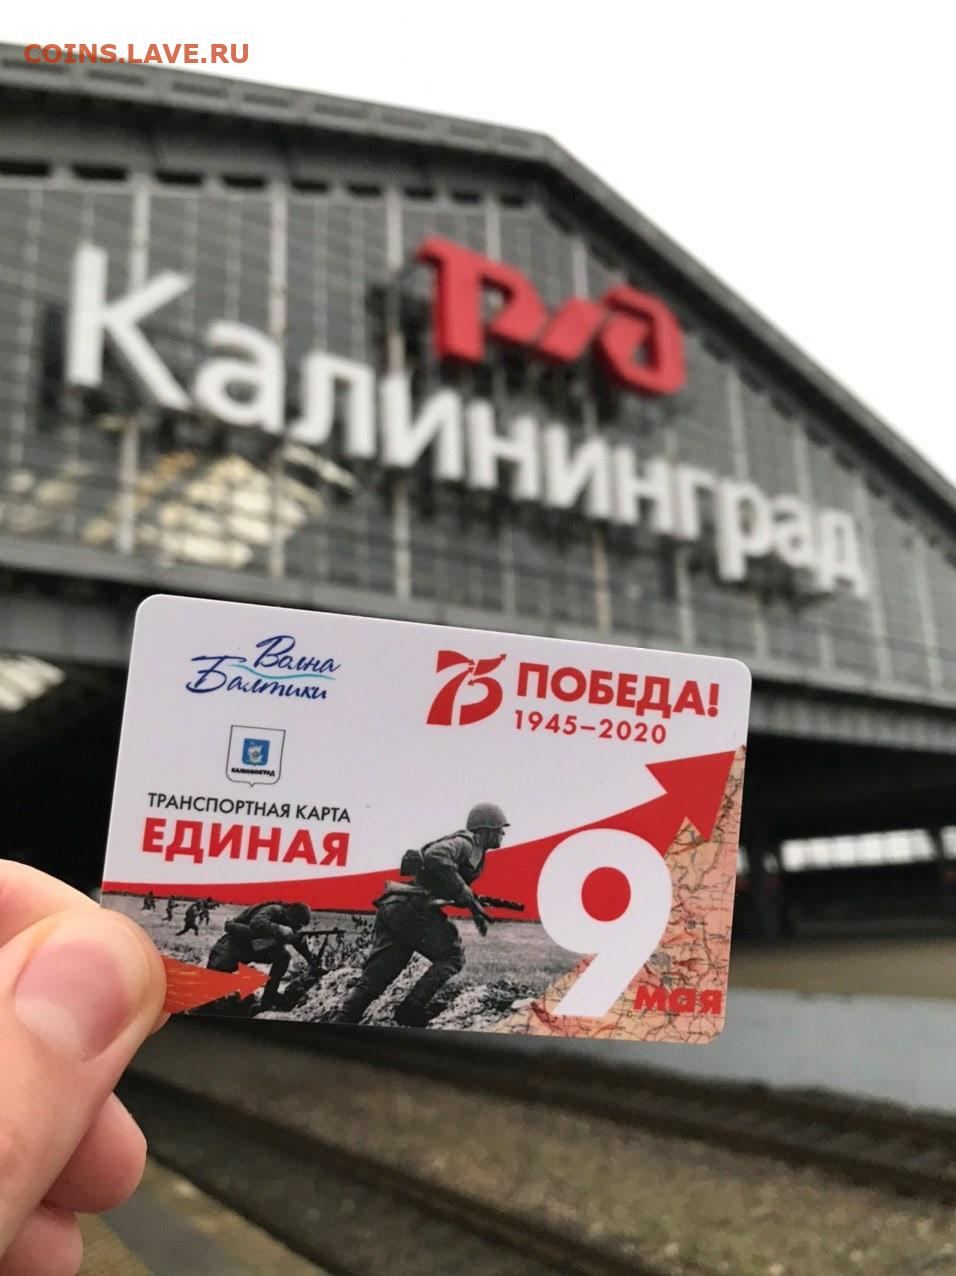 COINS.LAVE.RU
РЖД
Калининград
Волна
Балтики
75 ПОБЕДА!
1945–2020
КАЛИНИНГРАД
ТРАНСПОРТНАЯ КАРТА
ЕДИНАЯ
9
мая